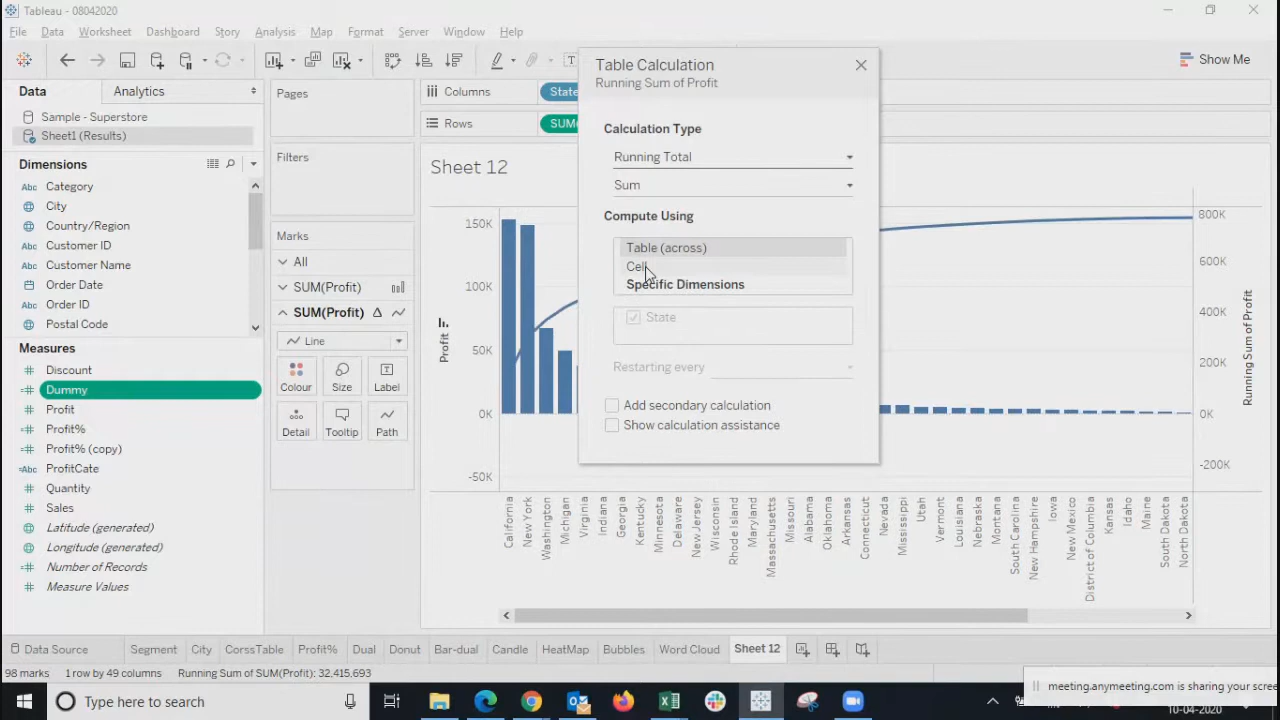 Tableau - 08042020
File Data Worksheet Dashboard Story Analysis Map Format Server Window Help
Show Me
Data Analytics
Sample - Superstore
Sheet1 (Results)
Dimensions
Abc Category
City
Country/Region
Abc Customer ID
Abc Customer Name
Order Date
Abc Order ID
Postal Code
Measures
Discount
Dummy
Profit
Profit%
Profit% (copy)
Abc ProfitCate
Quantity
Sales
Latitude (generated)
Longitude (generated)
Number of Records
Measure Values
Pages
Filters
Marks
All
SUM(Profit)
SUM(Profit)
Line
Colour Size Label
Detail Tooltip Path
Columns State
Rows SUM(
Sheet 12
Table Calculation
Running Sum of Profit
Calculation Type
Running Total
Sum
Compute Using
Table (across)
Cell
Specific Dimensions
State
Restarting every
Add secondary calculation
Show calculation assistance
Profit
150K
100K
50K
0K
-50K
800K
600K
400K
200K
0K
-200K
Running Sum of Profit
California
New York
Washington
Michigan
Virginia
Indiana
Georgia
Kentucky
Minnesota
Delaware
New Jersey
Wisconsin
Rhode Island
Maryland
Massachusetts
Missouri
Alabama
Oklahoma
Arkansas
Connecticut
Nevada
Mississippi
Utah
Vermont
Louisiana
Nebraska
Montana
South Carolina
New Hampshire
Iowa
New Mexico
District of Columbia
Kansas
Idaho
Maine
South Dakota
North Dakota
Data Source Segment City CorssTable Profit% Dual Donut Bar-dual Candle HeatMap Bubbles Word Cloud Sheet 12
98 marks 1 row by 49 columns Running Sum of SUM(Profit): 32,415,693
meeting.anymeeting.com is sharing your scree
Type here to search
10-04-2020